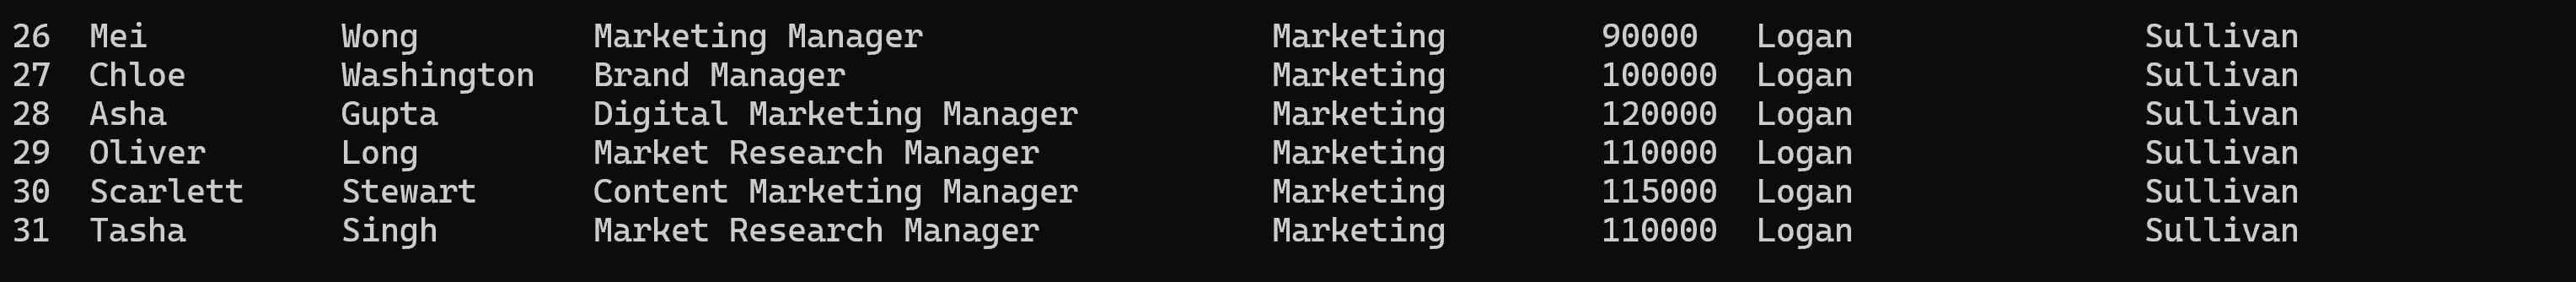 26  Mei          Wong         Marketing Manager                  Marketing        90000   Logan               Sullivan
27  Chloe        Washington   Brand Manager                      Marketing        100000  Logan               Sullivan
28  Asha         Gupta        Digital Marketing Manager          Marketing        120000  Logan               Sullivan
29  Oliver       Long         Market Research Manager            Marketing        110000  Logan               Sullivan
30  Scarlett     Stewart      Content Marketing Manager          Marketing        115000  Logan               Sullivan
31  Tasha        Singh        Market Research Manager            Marketing        110000  Logan               Sullivan